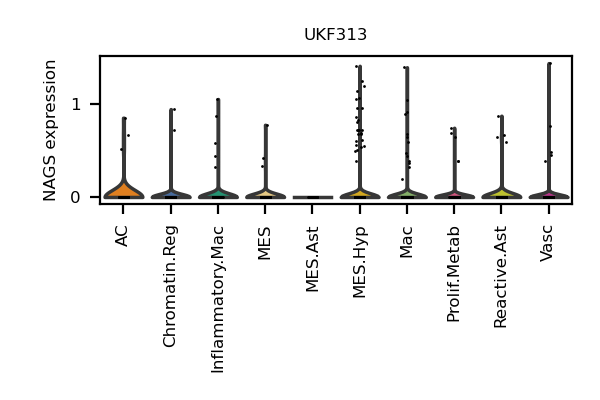 UKF313
NAGS expression
1
0
AC
Chromatin.Reg
Inflammatory.Mac
MES
MES.Ast
MES.Hyp
Mac
Prolif.Metab
Reactive.Ast
Vasc